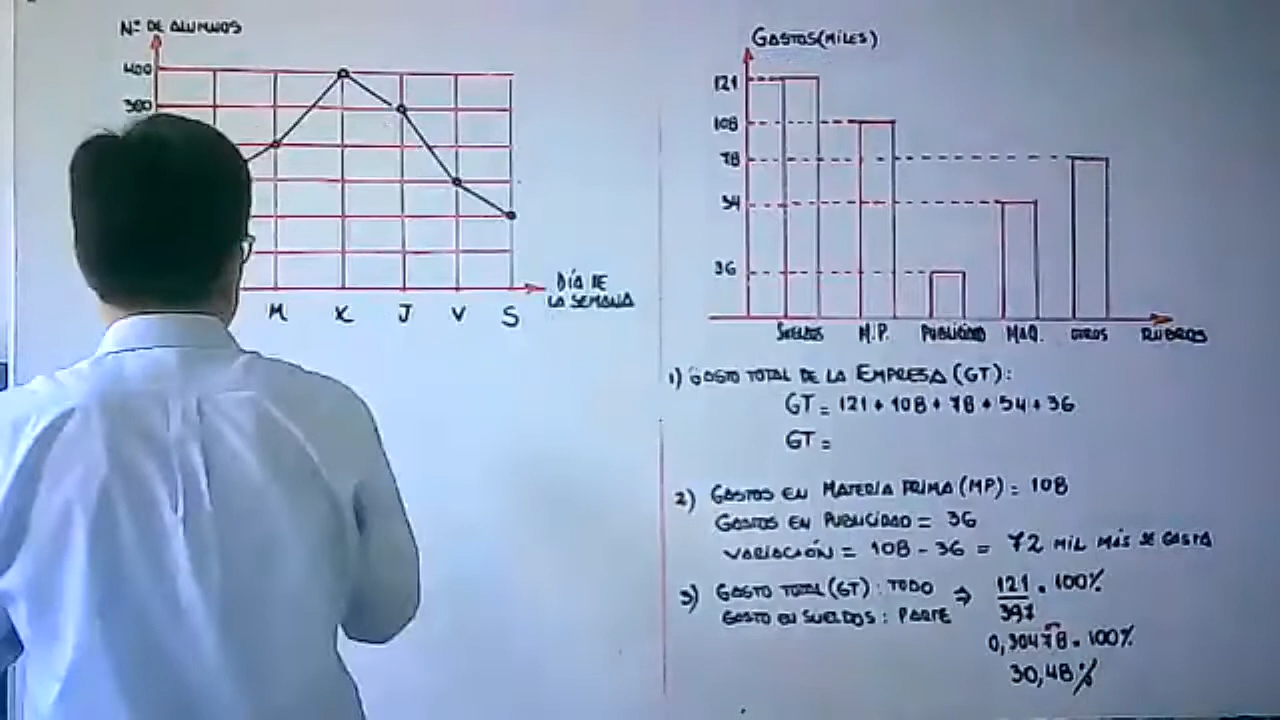 Nº DE ALUMNOS
400
380
M K J V S
DÍA DE
LA SEMANA
GASTOS(MILES)
121
108
78
54
36
SUELDOS M.P. PUBLICIDAD MAQ. OTROS RUBROS
1) GASTO TOTAL DE LA EMPRESA (GT):
GT = 121 + 108 + 78 + 54 + 36
GT =
2) GASTOS EN MATERIA PRIMA (MP) = 108
GASTOS EN PUBLICIDAD = 36
VARIACIÓN = 108 - 36 = 72 MIL MÁS SE GASTA
3) GASTO TOTAL (GT) : TODO ⇒ 121/397 . 100%
GASTO EN SUELDOS : PARTE
0,30478 . 100%
30,48%